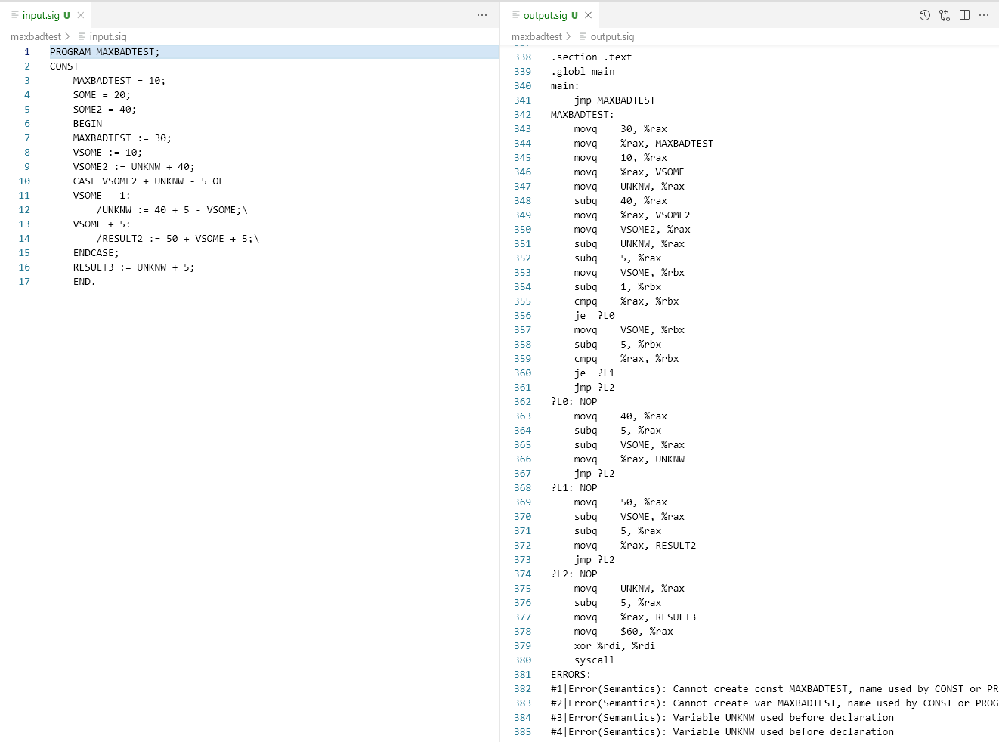 input.sig U
maxbadtest > input.sig
1 PROGRAM MAXBADTEST;
2 CONST
3 MAXBADTEST = 10;
4 SOME = 20;
5 SOME2 = 40;
6 BEGIN
7 MAXBADTEST := 30;
8 VSOME := 10;
9 VSOME2 := UNKNW + 40;
10 CASE VSOME2 + UNKNW - 5 OF
11 VSOME - 1:
12 /UNKNW := 40 + 5 - VSOME;\
13 VSOME + 5:
14 /RESULT2 := 50 + VSOME + 5;\
15 ENDCASE;
16 RESULT3 := UNKNW + 5;
17 END.
output.sig U
maxbadtest > output.sig
337
338 .section .text
339 .globl main
340 main:
341 jmp MAXBADTEST
342 MAXBADTEST:
343 movq 30, %rax
344 movq %rax, MAXBADTEST
345 movq 10, %rax
346 movq %rax, VSOME
347 movq UNKNW, %rax
348 subq 40, %rax
349 movq %rax, VSOME2
350 movq VSOME2, %rax
351 subq UNKNW, %rax
352 subq 5, %rax
353 movq VSOME, %rbx
354 subq 1, %rbx
355 cmpq %rax, %rbx
356 je ?L0
357 movq VSOME, %rbx
358 subq 5, %rbx
359 cmpq %rax, %rbx
360 je ?L1
361 jmp ?L2
362 ?L0: NOP
363 movq 40, %rax
364 subq 5, %rax
365 subq VSOME, %rax
366 movq %rax, UNKNW
367 jmp ?L2
368 ?L1: NOP
369 movq 50, %rax
370 subq VSOME, %rax
371 subq 5, %rax
372 movq %rax, RESULT2
373 jmp ?L2
374 ?L2: NOP
375 movq UNKNW, %rax
376 subq 5, %rax
377 movq %rax, RESULT3
378 movq $60, %rax
379 xor %rdi, %rdi
380 syscall
381 ERRORS:
382 #1|Error(Semantics): Cannot create const MAXBADTEST, name used by CONST or PR
383 #2|Error(Semantics): Cannot create var MAXBADTEST, name used by CONST or PROG
384 #3|Error(Semantics): Variable UNKNW used before declaration
385 #4|Error(Semantics): Variable UNKNW used before declaration